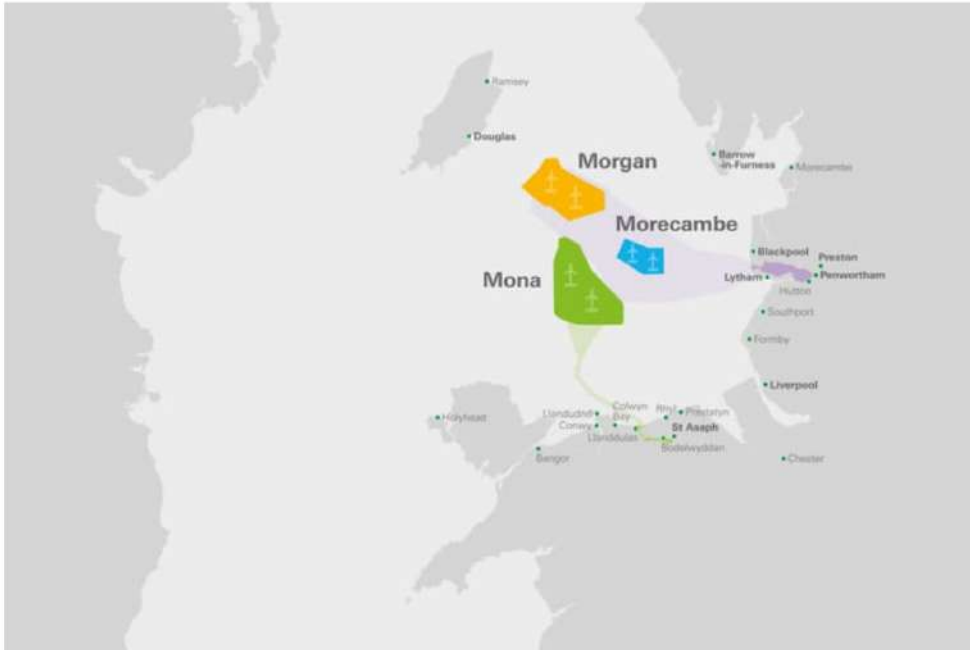 Ramsey
Douglas
Morgan
Barrow
-in-Furness
Morecambe
Morecambe
Blackpool
Preston
Mona
Lytham
Penwortham
Hutton
Southport
Formby
Liverpool
Holyhead
Llandudno
Colwyn
Bay
Rhyl
Prestatyn
Conwy
Llanddulas
St Asaph
Bodelwyddan
Bangor
Chester